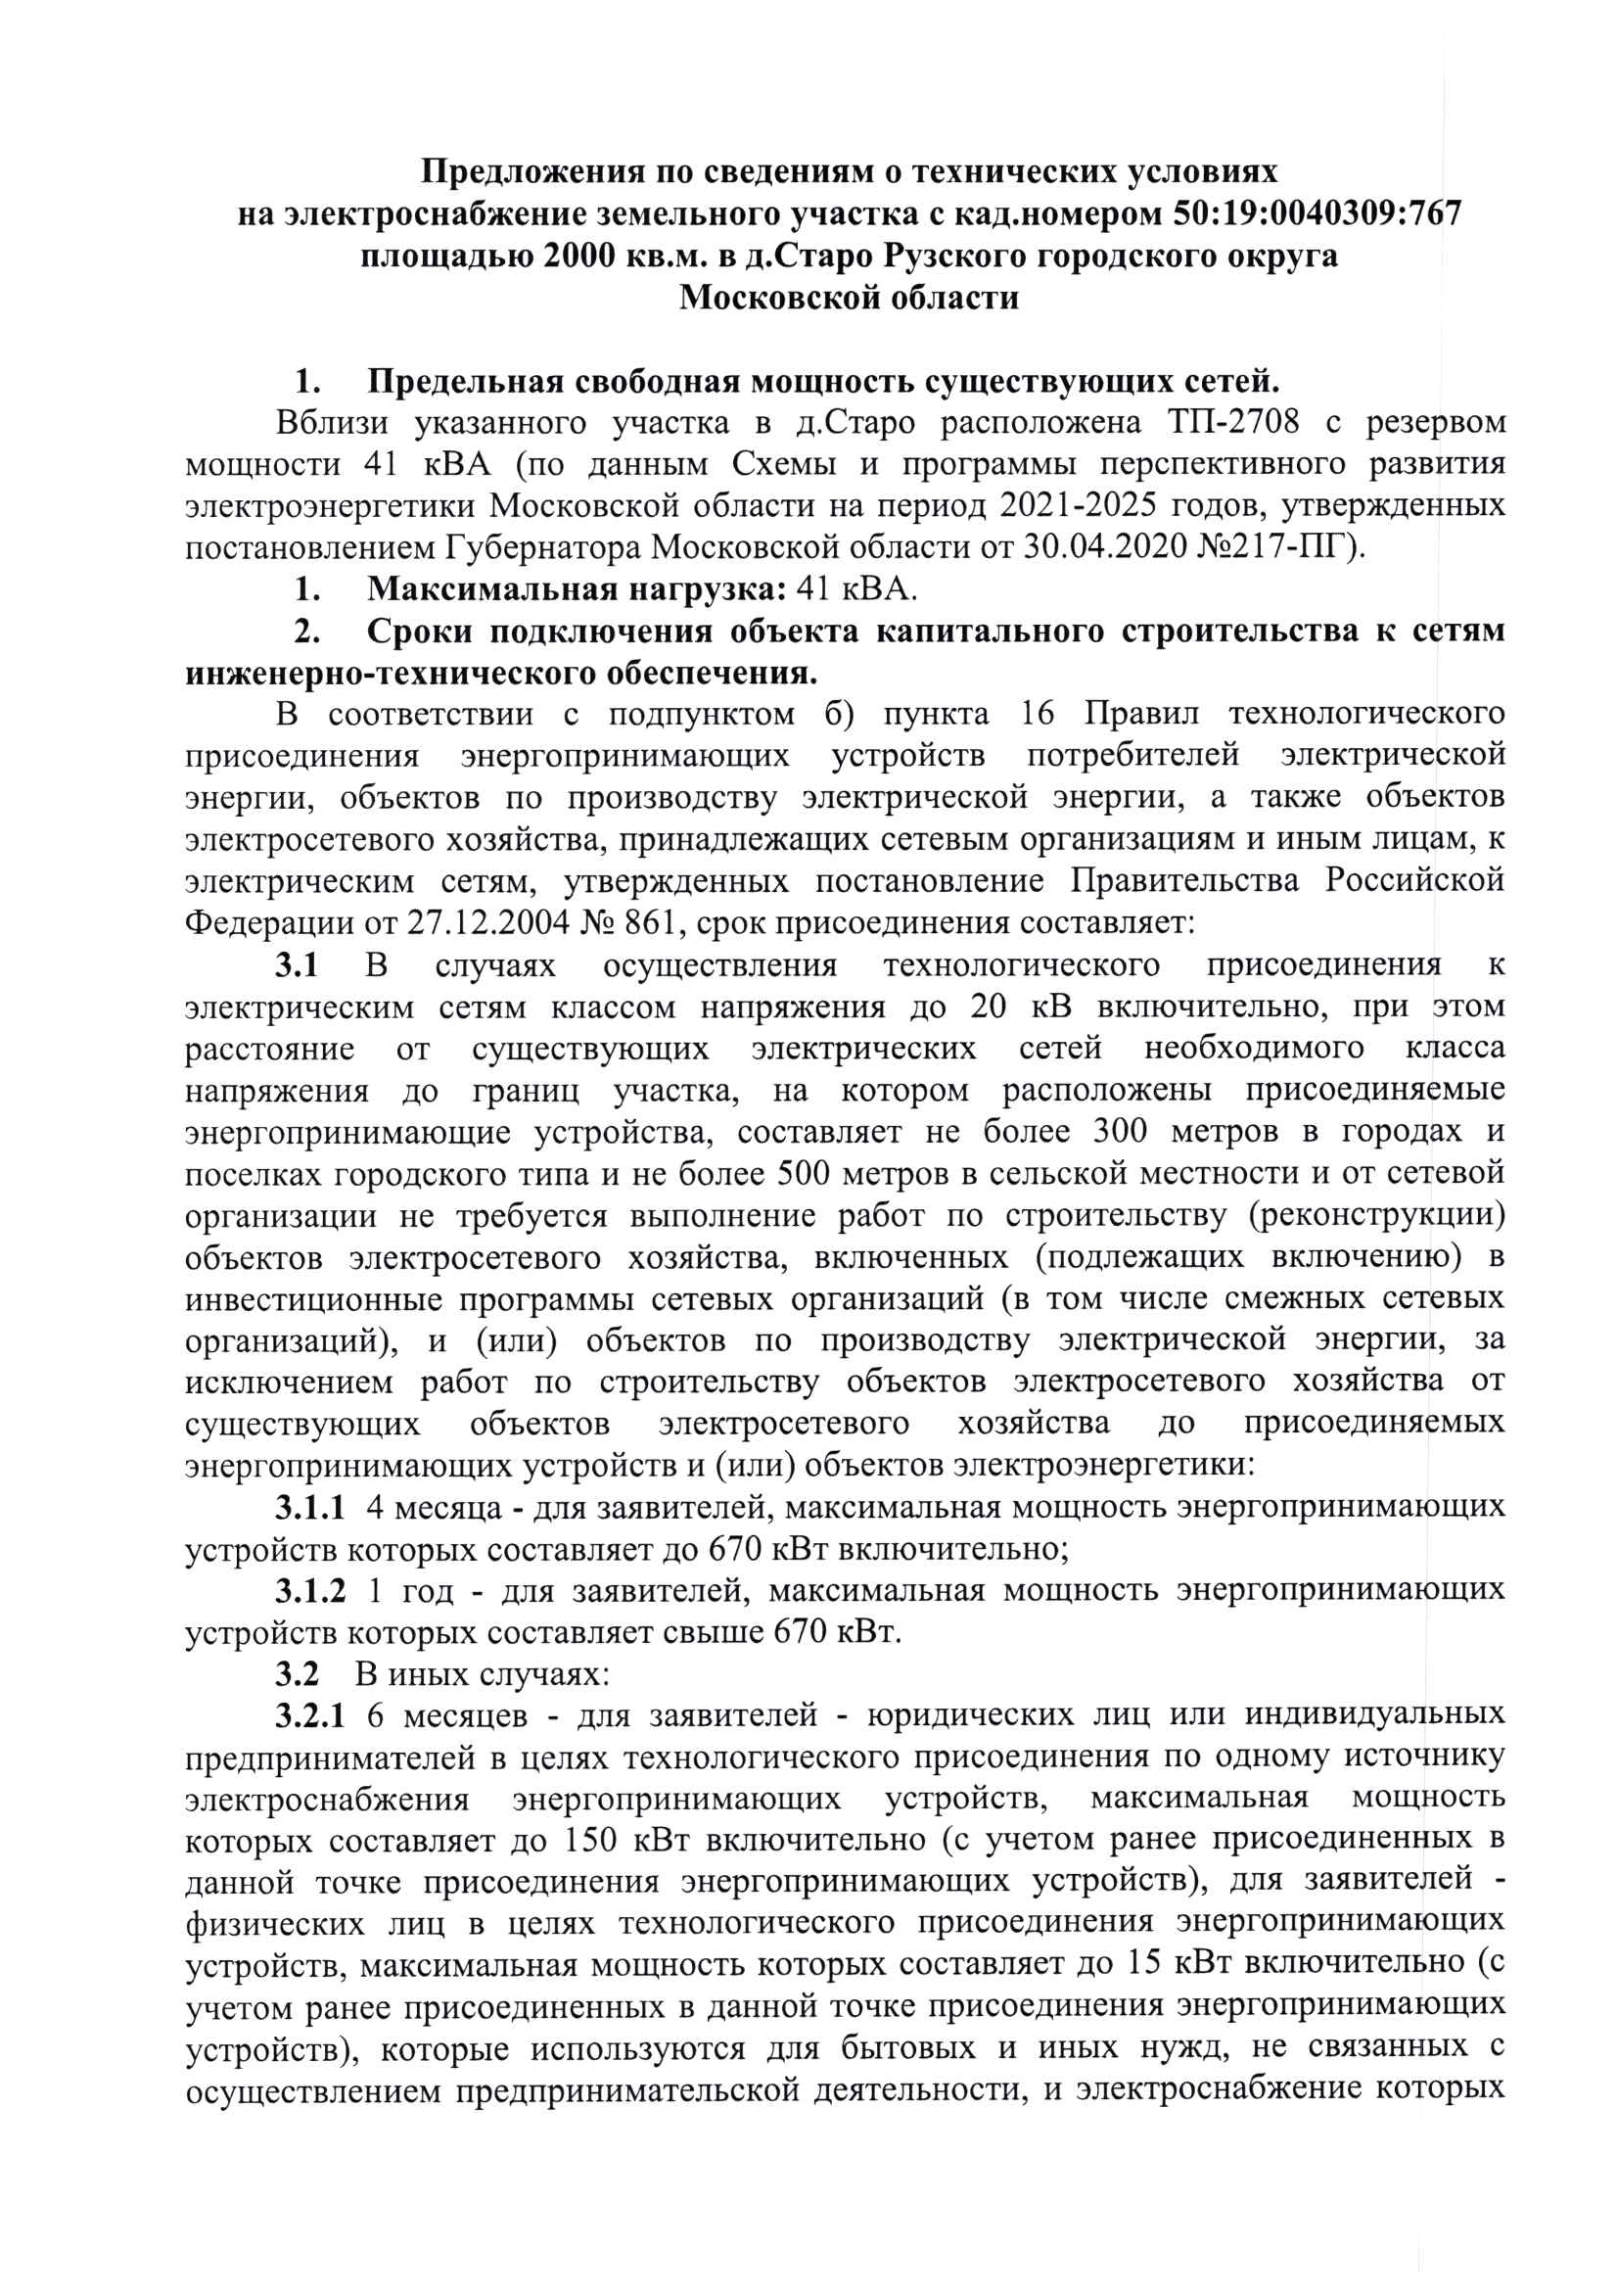 Предложения по сведениям о технических условиях
на электроснабжение земельного участка с кад.номером 50:19:0040309:767
площадью 2000 кв.м. в д.Старо Рузского городского округа
Московской области
1. Предельная свободная мощность существующих сетей.
Вблизи указанного участка в д.Старо расположена ТП-2708 с резервом
мощности 41 кВА (по данным Схемы и программы перспективного развития
электроэнергетики Московской области на период 2021-2025 годов, утвержденных
постановлением Губернатора Московской области от 30.04.2020 №217-ПГ).
1. Максимальная нагрузка: 41 кВА.
2. Сроки подключения объекта капитального строительства к сетям
инженерно-технического обеспечения.
В соответствии с подпунктом б) пункта 16 Правил технологического
присоединения энергопринимающих устройств потребителей электрической
энергии, объектов по производству электрической энергии, а также объектов
электросетевого хозяйства, принадлежащих сетевым организациям и иным лицам, к
электрическим сетям, утвержденных постановление Правительства Российской
Федерации от 27.12.2004 № 861, срок присоединения составляет:
3.1 В случаях осуществления технологического присоединения к
электрическим сетям классом напряжения до 20 кВ включительно, при этом
расстояние от существующих электрических сетей необходимого класса
напряжения до границ участка, на котором расположены присоединяемые
энергопринимающие устройства, составляет не более 300 метров в городах и
поселках городского типа и не более 500 метров в сельской местности и от сетевой
организации не требуется выполнение работ по строительству (реконструкции)
объектов электросетевого хозяйства, включенных (подлежащих включению) в
инвестиционные программы сетевых организаций (в том числе смежных сетевых
организаций), и (или) объектов по производству электрической энергии, за
исключением работ по строительству объектов электросетевого хозяйства от
существующих объектов электросетевого хозяйства до присоединяемых
энергопринимающих устройств и (или) объектов электроэнергетики:
3.1.1 4 месяца - для заявителей, максимальная мощность энергопринимающих
устройств которых составляет до 670 кВт включительно;
3.1.2 1 год - для заявителей, максимальная мощность энергопринимающих
устройств которых составляет свыше 670 кВт.
3.2 В иных случаях:
3.2.1 6 месяцев - для заявителей - юридических лиц или индивидуальных
предпринимателей в целях технологического присоединения по одному источнику
электроснабжения энергопринимающих устройств, максимальная мощность
которых составляет до 150 кВт включительно (с учетом ранее присоединенных в
данной точке присоединения энергопринимающих устройств), для заявителей -
физических лиц в целях технологического присоединения энергопринимающих
устройств, максимальная мощность которых составляет до 15 кВт включительно (с
учетом ранее присоединенных в данной точке присоединения энергопринимающих
устройств), которые используются для бытовых и иных нужд, не связанных с
осуществлением предпринимательской деятельности, и электроснабжение которых